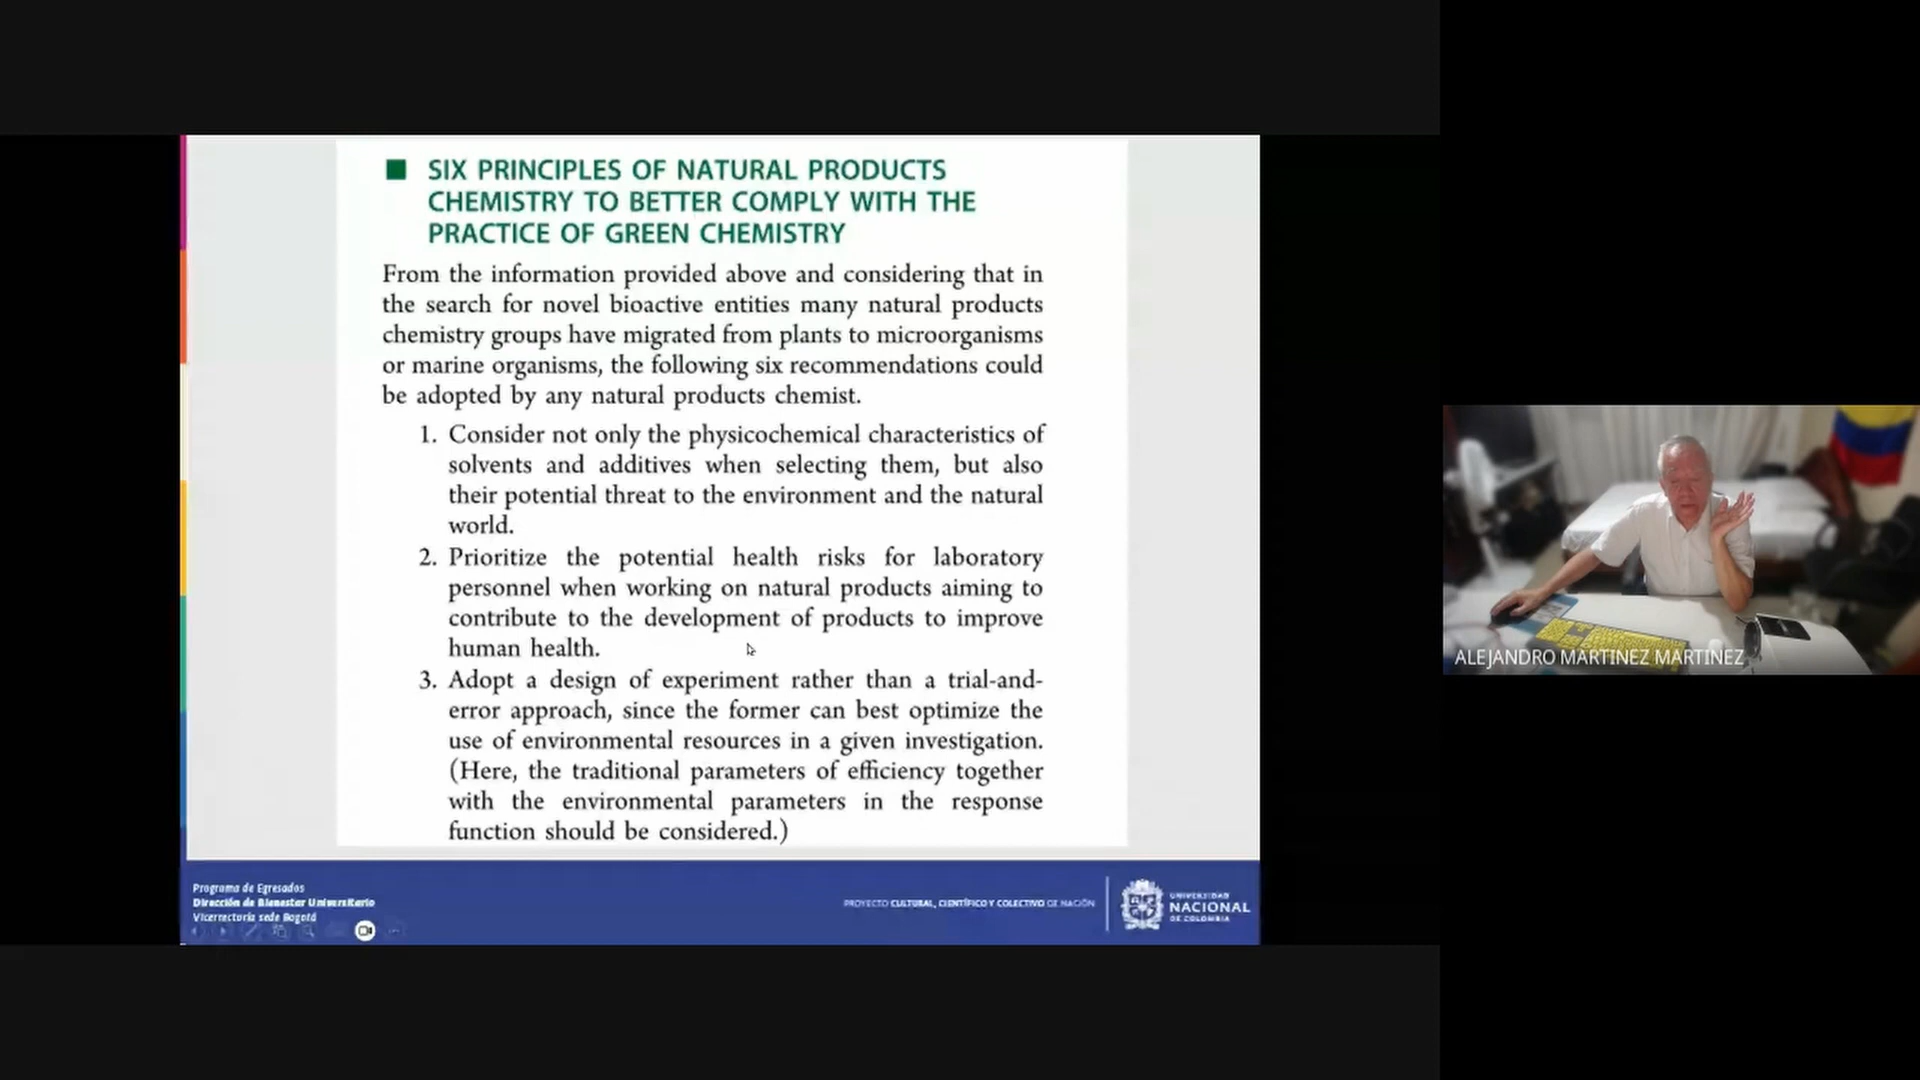 SIX PRINCIPLES OF NATURAL PRODUCTS
CHEMISTRY TO BETTER COMPLY WITH THE
PRACTICE OF GREEN CHEMISTRY
From the information provided above and considering that in
the search for novel bioactive entities many natural products
chemistry groups have migrated from plants to microorganisms
or marine organisms, the following six recommendations could
be adopted by any natural products chemist.
1. Consider not only the physicochemical characteristics of
solvents and additives when selecting them, but also
their potential threat to the environment and the natural
world.
2. Prioritize the potential health risks for laboratory
personnel when working on natural products aiming to
contribute to the development of products to improve
human health.
3. Adopt a design of experiment rather than a trial-and-
error approach, since the former can best optimize the
use of environmental resources in a given investigation.
(Here, the traditional parameters of efficiency together
with the environmental parameters in the response
function should be considered.)
Programa de Egresados
Dirección de Bienestar Universitario
Vicerrectoría sede Bogotá
PROYECTO CULTURAL, CIENTÍFICO Y COLECTIVO DE NACIÓN
UNIVERSIDAD
NACIONAL
DE COLOMBIA
ALEJANDRO MARTINEZ MARTINEZ